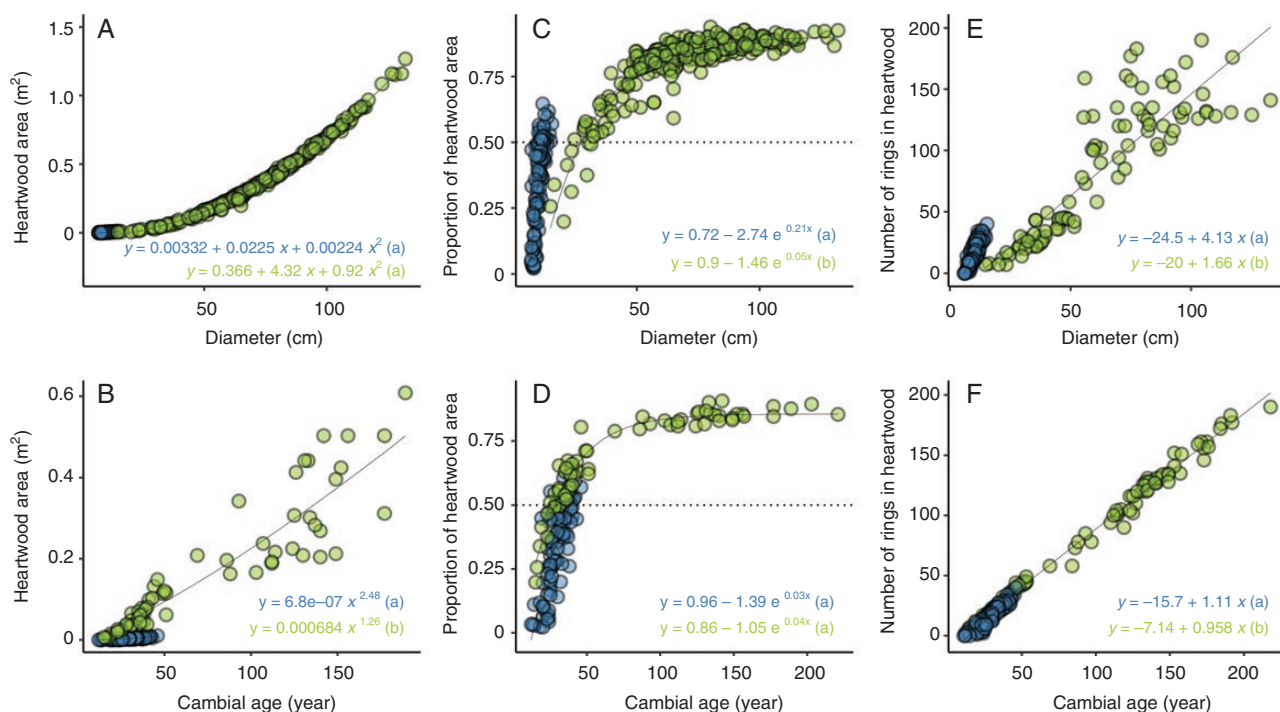 A
Heartwood area (m²)
1.5
1.0
0.5
0
y = 0.00332 + 0.0225 x + 0.00224 x² (a)
y = 0.366 + 4.32 x + 0.92 x² (a)
50
100
Diameter (cm)
C
Proportion of heartwood area
0.75
0.50
0.25
0
y = 0.72 – 2.74 e^0.21x (a)
y = 0.9 – 1.46 e^0.05x (b)
50
100
Diameter (cm)
E
Number of rings in heartwood
200
150
100
50
0
y = –24.5 + 4.13 x (a)
y = –20 + 1.66 x (b)
0
50
100
Diameter (cm)
B
Heartwood area (m²)
0.6
0.4
0.2
0
y = 6.8e–07 x^2.48 (a)
y = 0.000684 x^1.26 (b)
50
100
150
Cambial age (year)
D
Proportion of heartwood area
0.75
0.50
0.25
0
y = 0.96 – 1.39 e^0.03x (a)
y = 0.86 – 1.05 e^0.04x (a)
50
100
150
200
Cambial age (year)
F
Number of rings in heartwood
200
150
100
50
0
y = –15.7 + 1.11 x (a)
y = –7.14 + 0.958 x (b)
50
100
150
200
Cambial age (year)